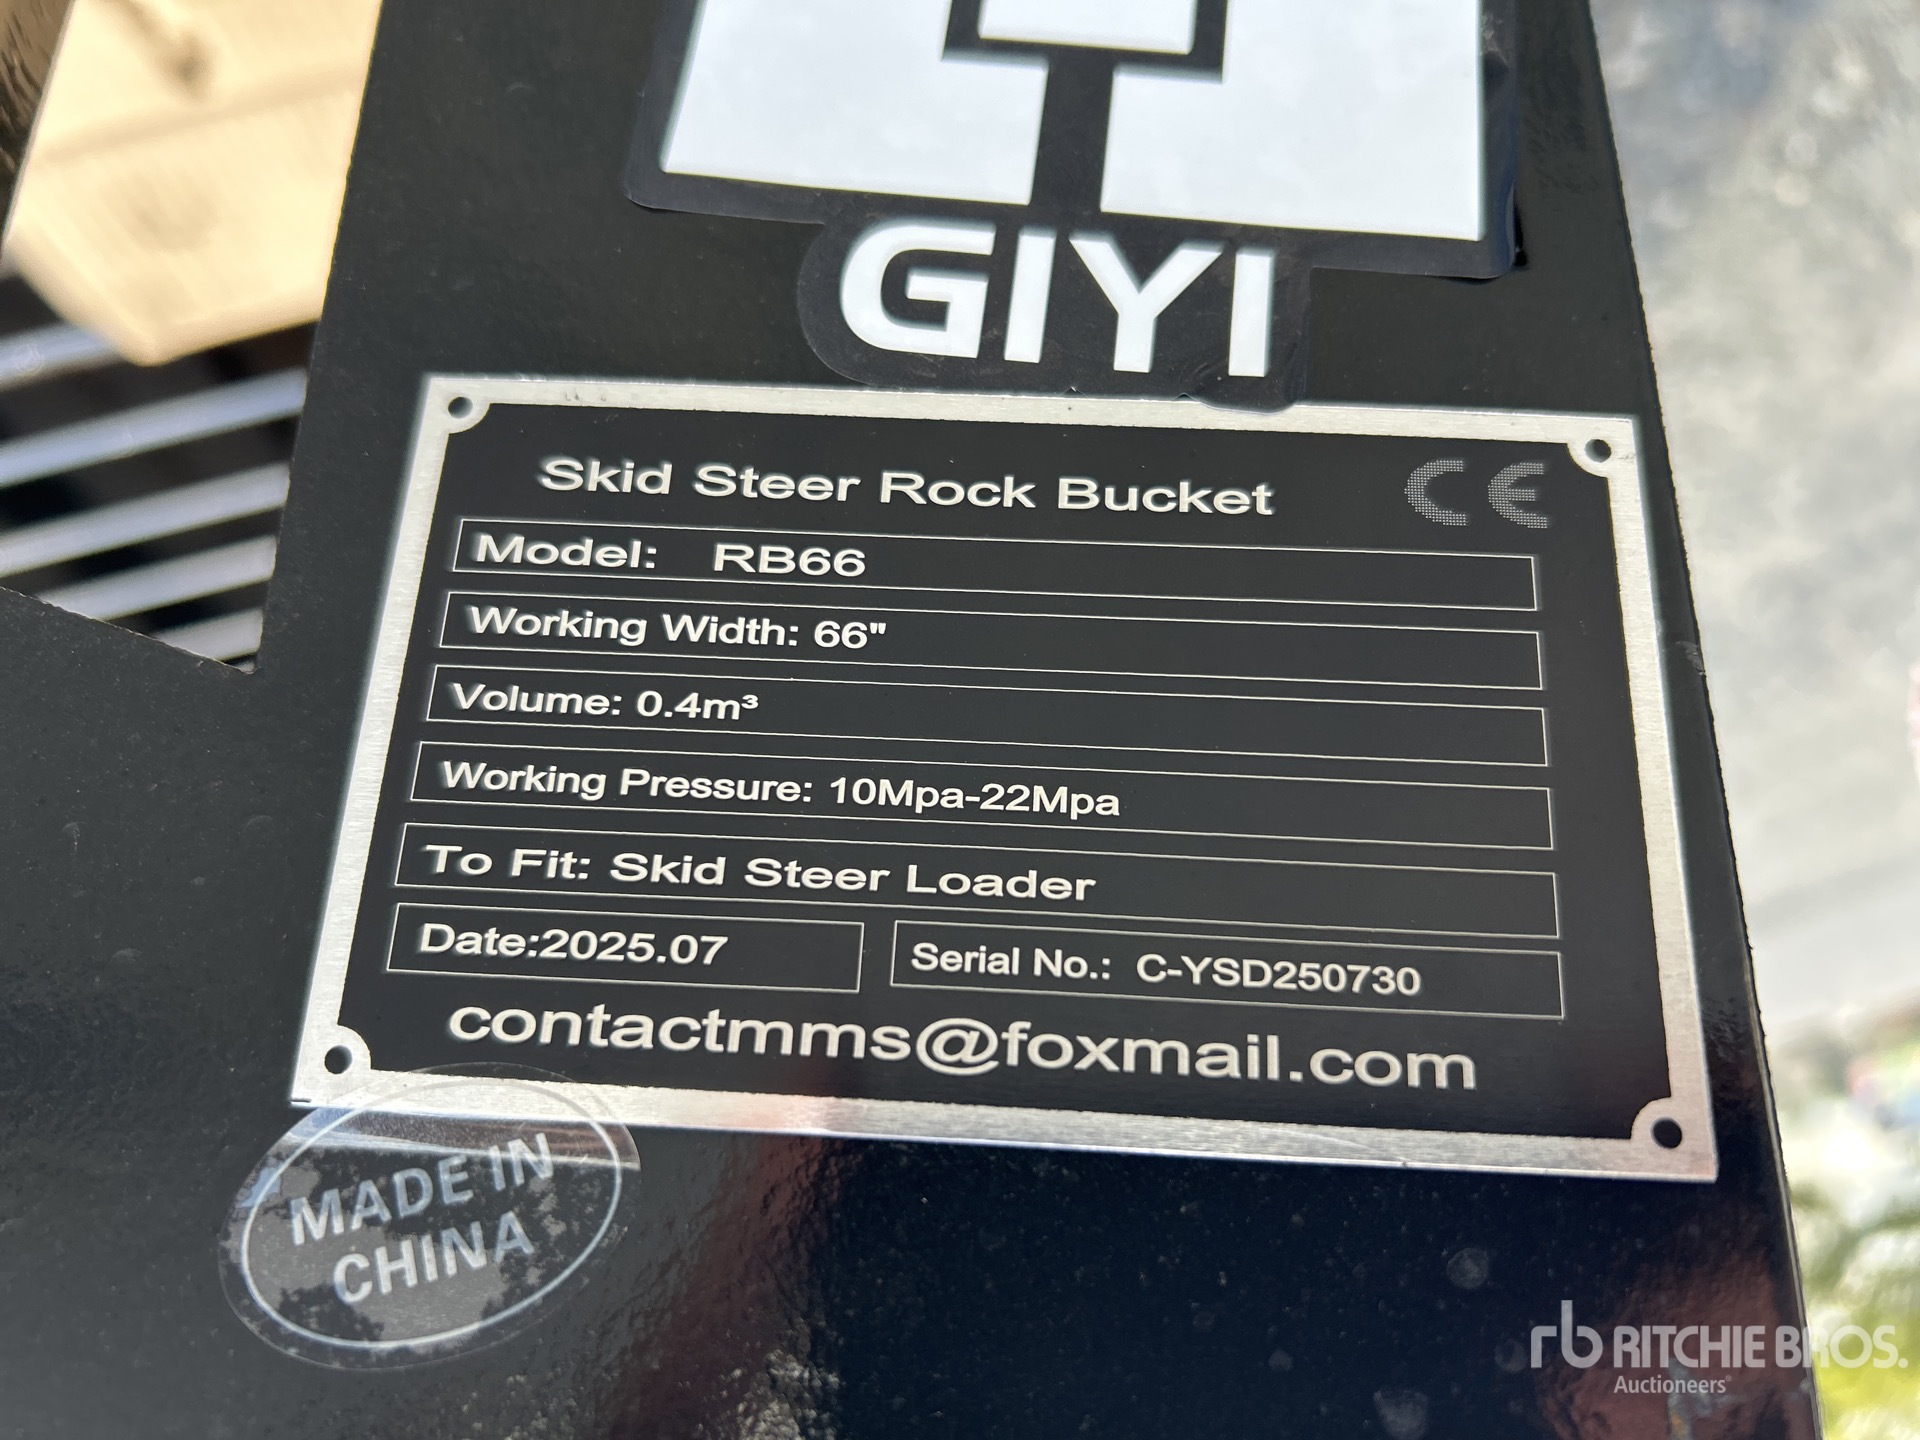 GIYI
Skid Steer Rock Bucket CE
Model: RB66
Working Width: 66"
Volume: 0.4m³
Working Pressure: 10Mpa-22Mpa
To Fit: Skid Steer Loader
Date:2025.07 Serial No.: C-YSD250730
contactmms@foxmail.com
MADE IN
CHINA
rb RITCHIE BROS.
Auctioneers